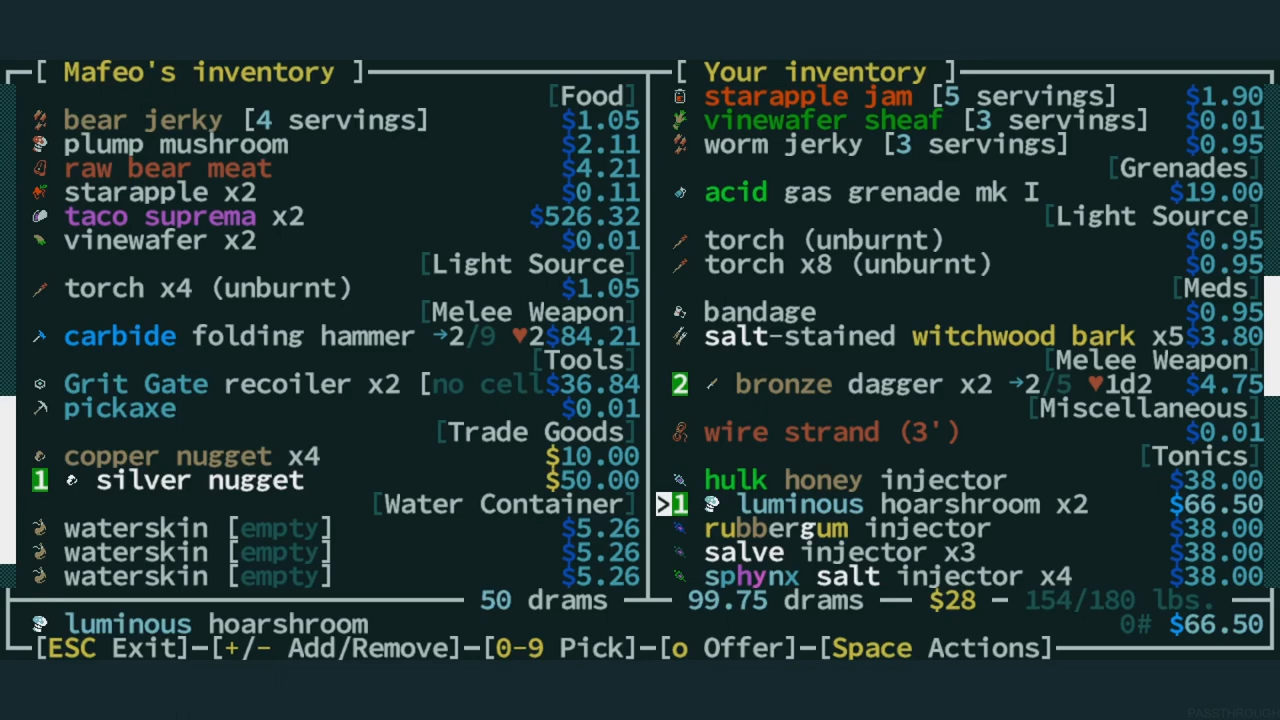 [ Mafeo's inventory ]
[Food]
bear jerky [4 servings] $1.05
plump mushroom $2.11
raw bear meat $4.21
starapple x2 $0.11
taco suprema x2 $526.32
vinewafer x2 $0.01
[Light Source]
torch x4 (unburnt) $1.05
[Melee Weapon]
carbide folding hammer →2/9 ♥2$84.21
[Tools]
Grit Gate recoiler x2 [no cell$36.84
pickaxe $0.01
[Trade Goods]
copper nugget x4 $10.00
1 silver nugget $50.00
[Water Container]
waterskin [empty] $5.26
waterskin [empty] $5.26
waterskin [empty] $5.26
50 drams
[ Your inventory ]
starapple jam [5 servings] $1.90
vinewafer sheaf [3 servings] $0.01
worm jerky [3 servings] $0.95
[Grenades]
acid gas grenade mk I $19.00
[Light Source]
torch (unburnt) $0.95
torch x8 (unburnt) $0.95
[Meds]
bandage $0.95
salt-stained witchwood bark x5$3.80
[Melee Weapon]
2 bronze dagger x2 →2/5 ♥1d2 $4.75
[Miscellaneous]
wire strand (3') $0.01
[Tonics]
hulk honey injector $38.00
>1 luminous hoarshroom x2 $66.50
rubbergum injector $38.00
salve injector x3 $38.00
sphynx salt injector x4 $38.00
99.75 drams $28 154/180 lbs.
luminous hoarshroom 0# $66.50
[ESC Exit] [+/- Add/Remove] [0-9 Pick] [o Offer] [Space Actions]